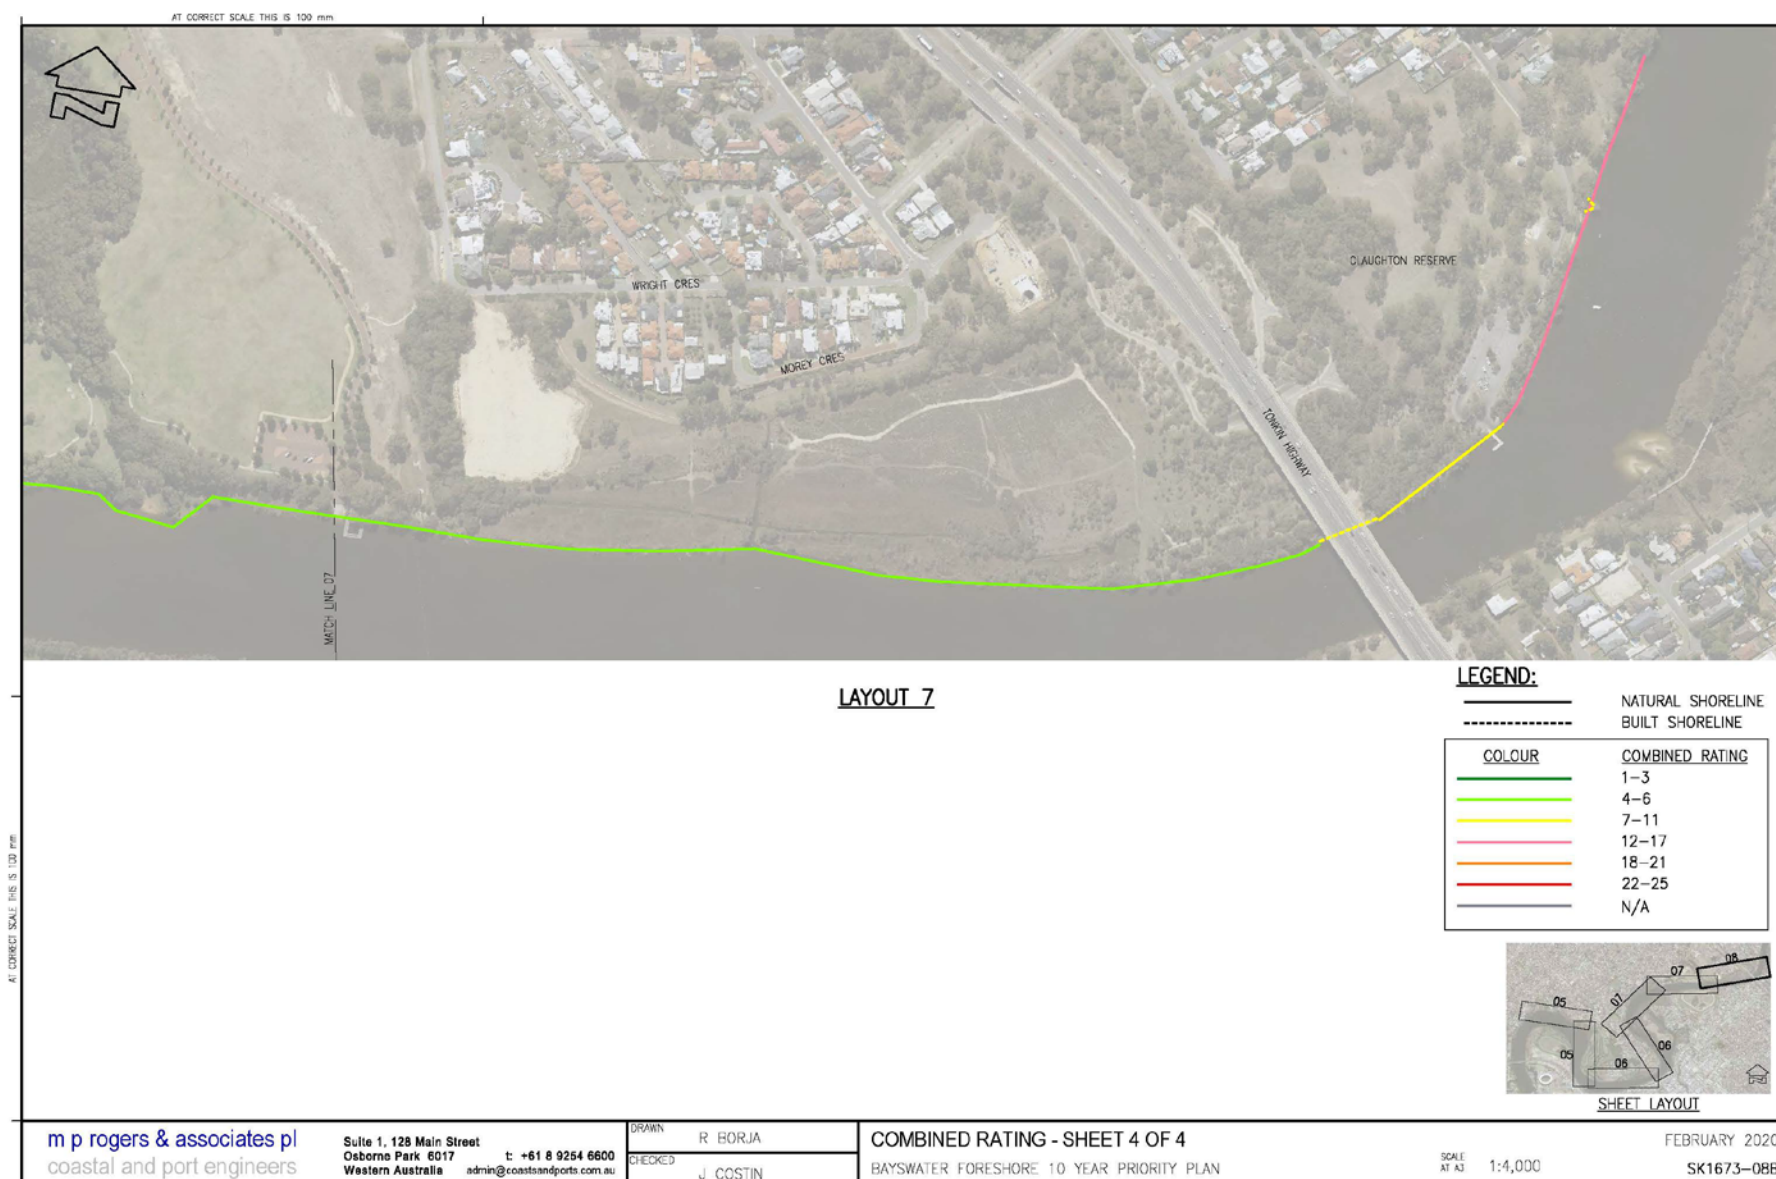 AT CORRECT SCALE THIS IS 100 mm
CLAUGHTON RESERVE
WRIGHT CRES
MOREY CRES
TONKIN HIGHWAY
MATCH LINE 07
LAYOUT 7
LEGEND:
NATURAL SHORELINE
BUILT SHORELINE
COLOUR COMBINED RATING
1-3
4-6
7-11
12-17
18-21
22-25
N/A
AT CORRECT SCALE THIS IS 100 mm
08
07
05
07
05
06
06
SHEET LAYOUT
m p rogers & associates pl
coastal and port engineers
Suite 1, 128 Main Street
Osborne Park 6017 t: +61 8 9254 6600
Western Australia admin@coastsandports.com.au
DRAWN R BORJA
CHECKED J COSTIN
COMBINED RATING - SHEET 4 OF 4
BAYSWATER FORESHORE 10 YEAR PRIORITY PLAN
SCALE AT A3 1:4,000
FEBRUARY 2020
SK1673-08B